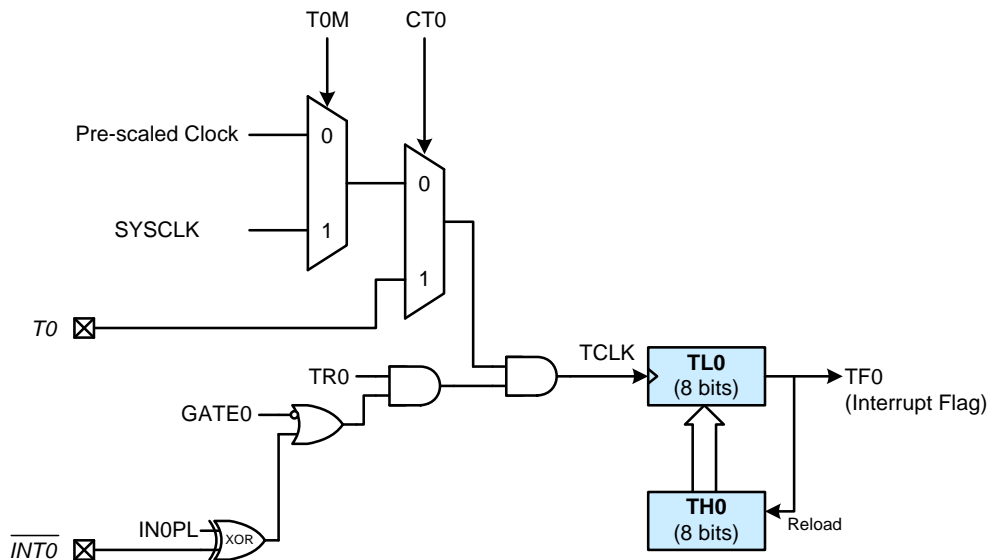 T0M CT0
Pre-scaled Clock 0
0
SYSCLK 1
1
T0
TCLK TL0
(8 bits)
TF0
(Interrupt Flag)
TR0
GATE0
TH0
(8 bits)
Reload
IN0PL XOR
INT0